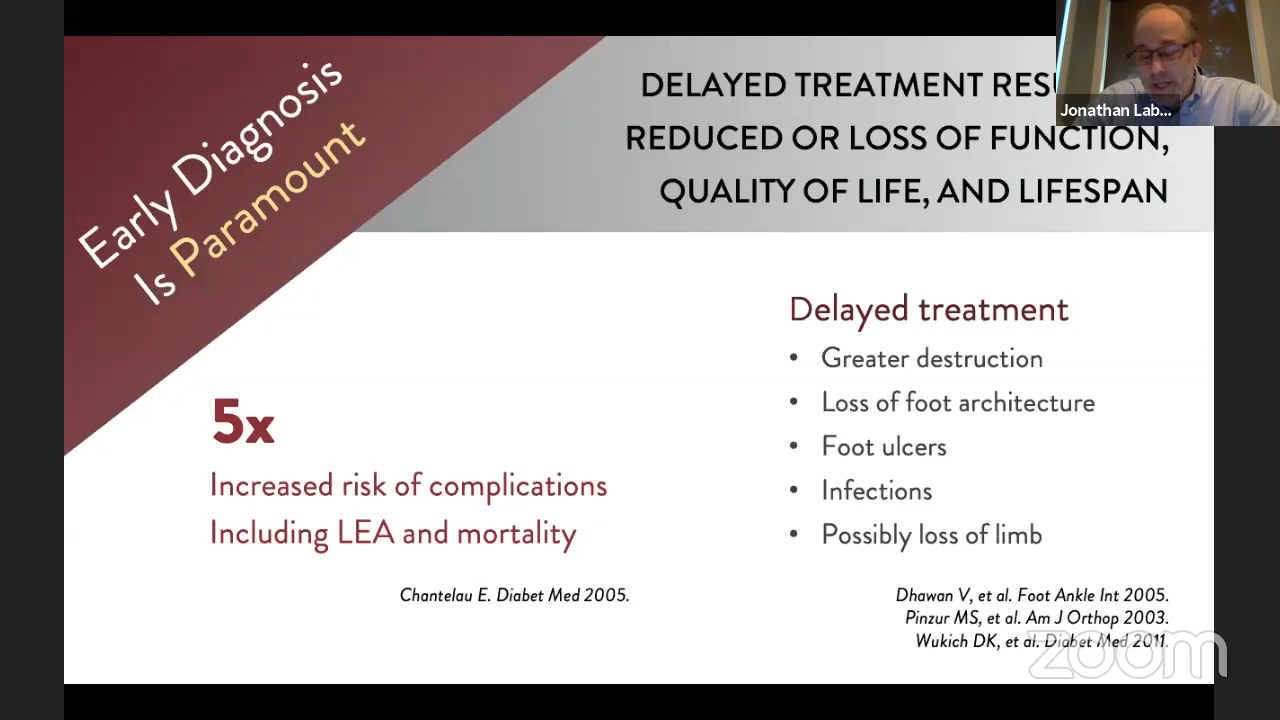 Early Diagnosis
Is Paramount
DELAYED TREATMENT
REDUCED OR LOSS OF FUNCTION,
QUALITY OF LIFE, AND LIFESPAN
Jonathan Lab...
Delayed treatment
• Greater destruction
• Loss of foot architecture
• Foot ulcers
• Infections
• Possibly loss of limb
5x
Increased risk of complications
Including LEA and mortality
Chantelau E. Diabet Med 2005.
Dhawan V, et al. Foot Ankle Int 2005.
Pinzur MS, et al. Am J Orthop 2003.
Wukich DK, et al. Diabet Med 2011.
zoom